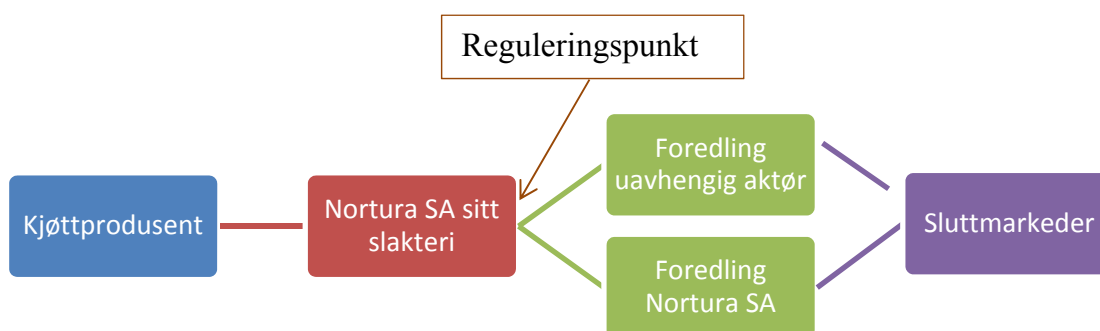 Reguleringspunkt
Kjøttprodusent
Nortura SA sitt
slakteri
Foredling
uavhengig aktør
Foredling
Nortura SA
Sluttmarkeder